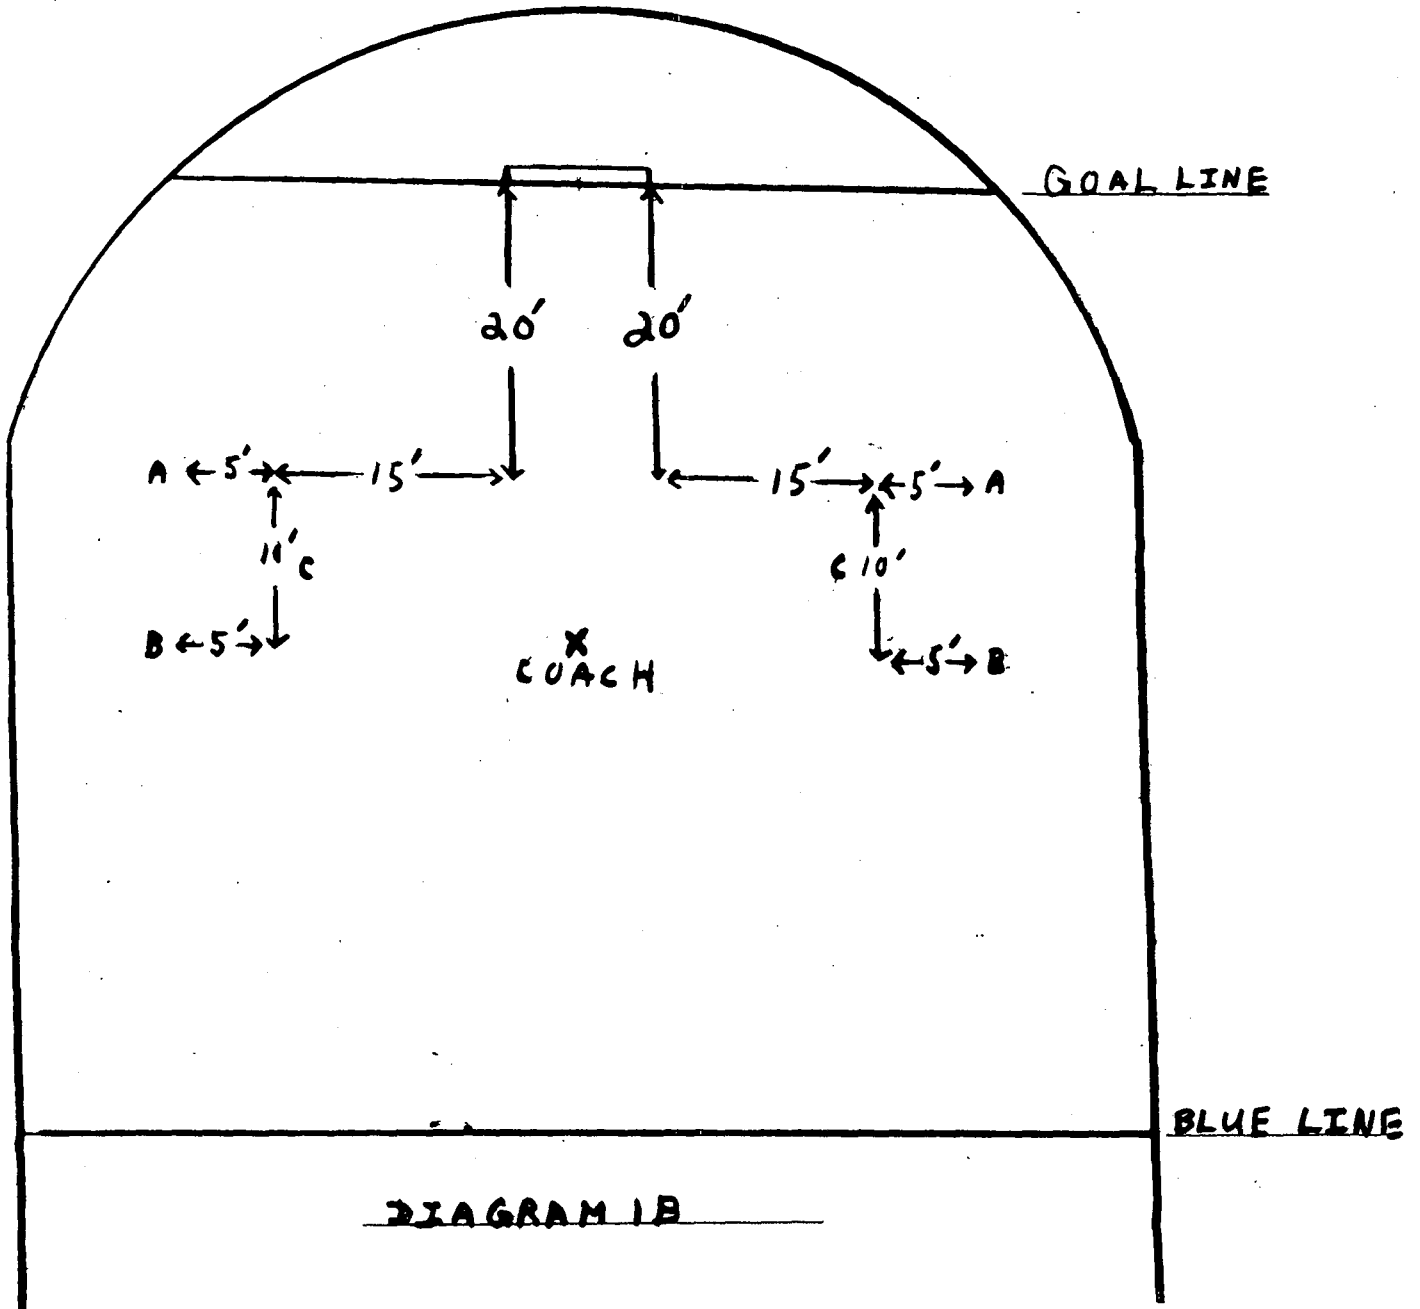 GOAL LINE
20' 20'
A 5' 15' 15' 5' A
11' C C 10'
B 5' 5' B
X
COACH
BLUE LINE
DIAGRAM 1B